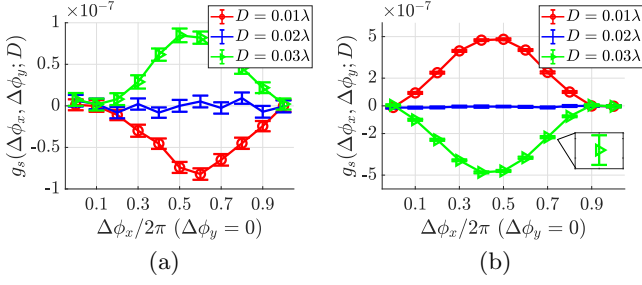 ×10⁻⁷
D = 0.01λ
D = 0.02λ
D = 0.03λ
g_s(Δφ_x, Δφ_y; D)
1
0.5
0
-0.5
-1
0.1 0.3 0.5 0.7 0.9
Δφ_x/2π (Δφ_y = 0)
(a)
×10⁻⁷
D = 0.01λ
D = 0.02λ
D = 0.03λ
g_s(Δφ_x, Δφ_y; D)
5
2
0
-2
-5
0.1 0.3 0.5 0.7 0.9
Δφ_x/2π (Δφ_y = 0)
(b)